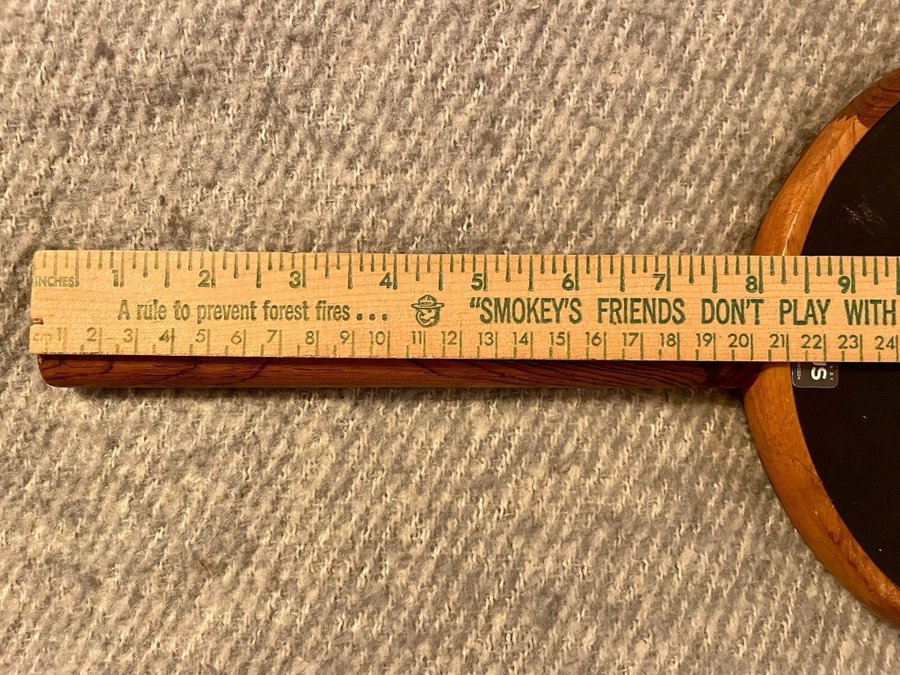 INCHES 1 2 3 4 5 6 7 8 9
A rule to prevent forest fires... "SMOKEY'S FRIENDS DON'T PLAY WITH
cm 1 2 3 4 5 6 7 8 9 10 11 12 13 14 15 16 17 18 19 20 21 22 23 24
S